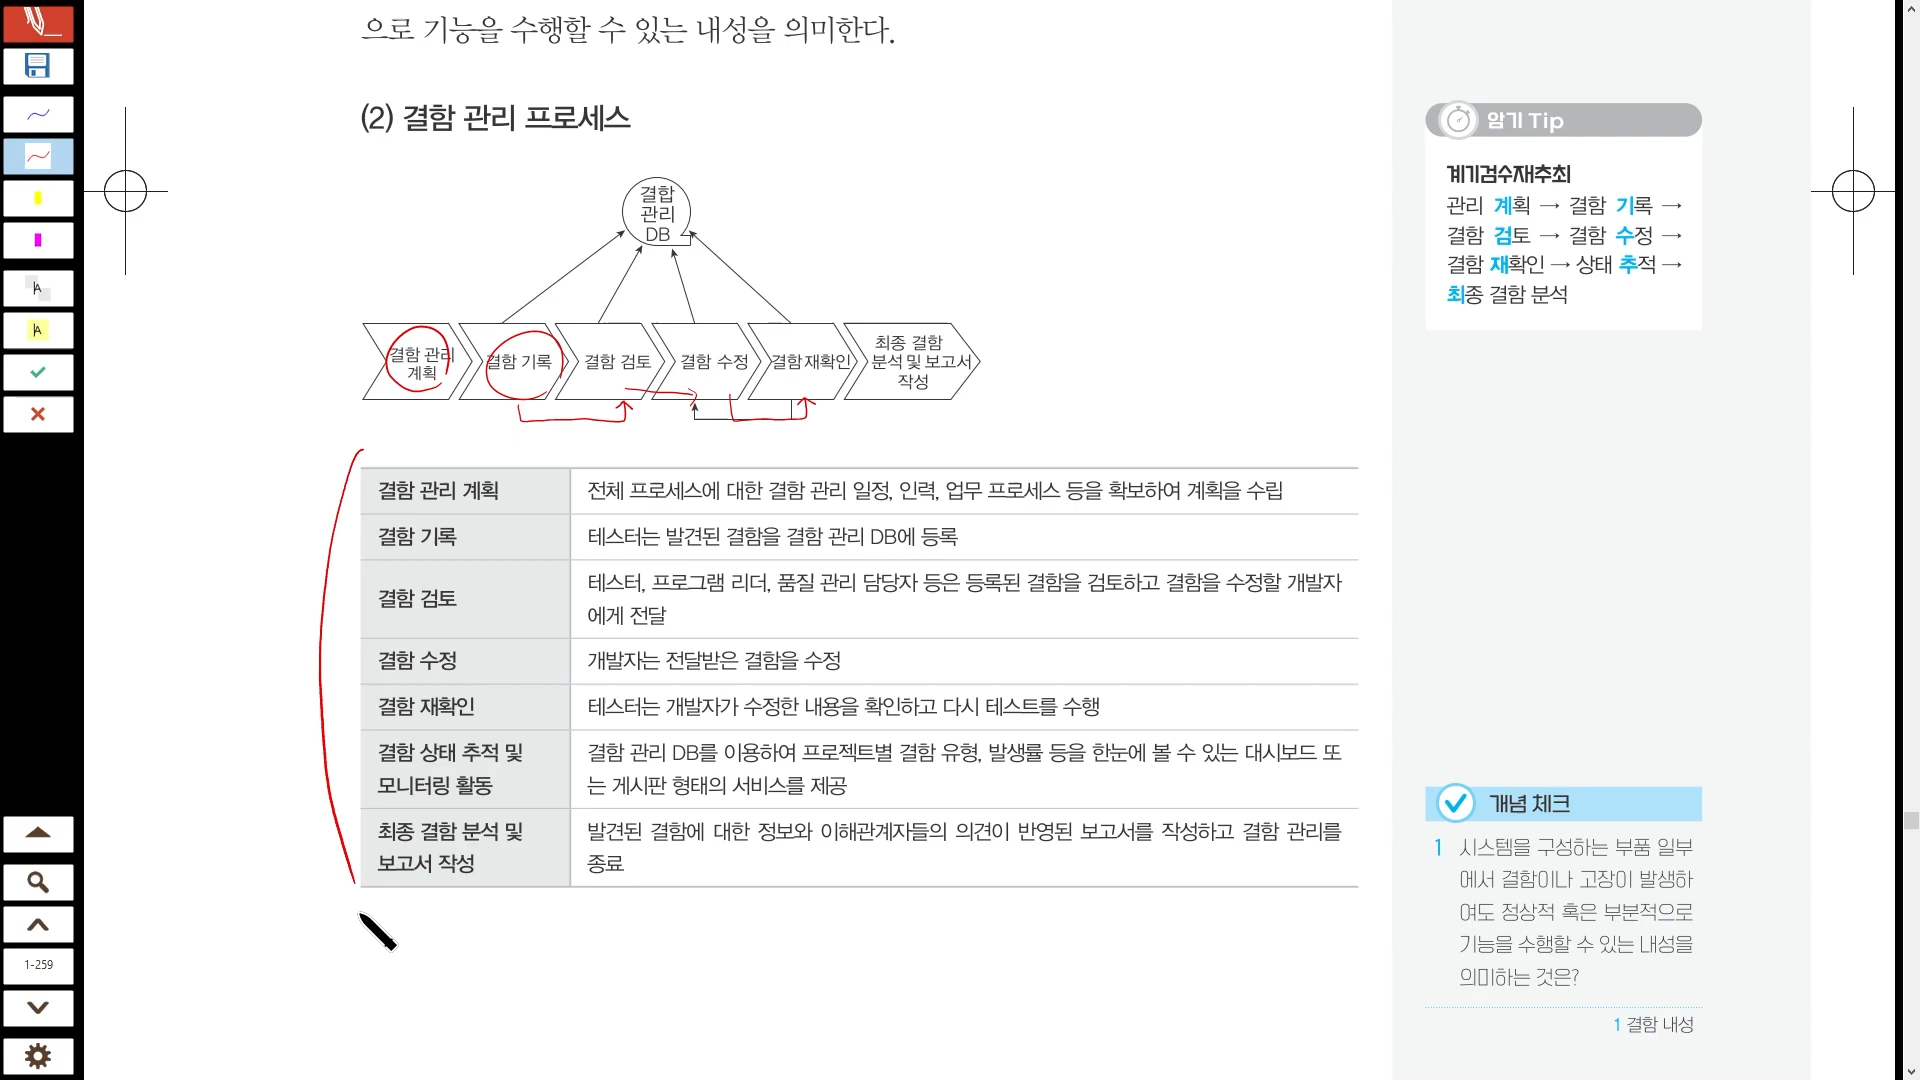 으로 기능을 수행할 수 있는 내성을 의미한다.
(2) 결함 관리 프로세스
결합
관리
DB
결함 관리
계획
결함 기록
결함 검토
결함 수정
결함 재확인
최종 결함
분석 및 보고서
작성
결함 관리 계획
전체 프로세스에 대한 결함 관리 일정, 인력, 업무 프로세스 등을 확보하여 계획을 수립
결함 기록
테스터는 발견된 결함을 결함 관리 DB에 등록
결함 검토
테스터, 프로그램 리더, 품질 관리 담당자 등은 등록된 결함을 검토하고 결함을 수정할 개발자
에게 전달
결함 수정
개발자는 전달받은 결함을 수정
결함 재확인
테스터는 개발자가 수정한 내용을 확인하고 다시 테스트를 수행
결함 상태 추적 및
모니터링 활동
결함 관리 DB를 이용하여 프로젝트별 결함 유형, 발생률 등을 한눈에 볼 수 있는 대시보드 또
는 게시판 형태의 서비스를 제공
최종 결함 분석 및
보고서 작성
발견된 결함에 대한 정보와 이해관계자들의 의견이 반영된 보고서를 작성하고 결함 관리를
종료
암기 Tip
계기검수재추최
관리 계획 → 결함 기록 →
결함 검토 → 결함 수정 →
결함 재확인 → 상태 추적 →
최종 결함 분석
개념 체크
1 시스템을 구성하는 부품 일부
에서 결함이나 고장이 발생하
여도 정상적 혹은 부분적으로
기능을 수행할 수 있는 내성을
의미하는 것은?
1 결함 내성
A
A
1-259